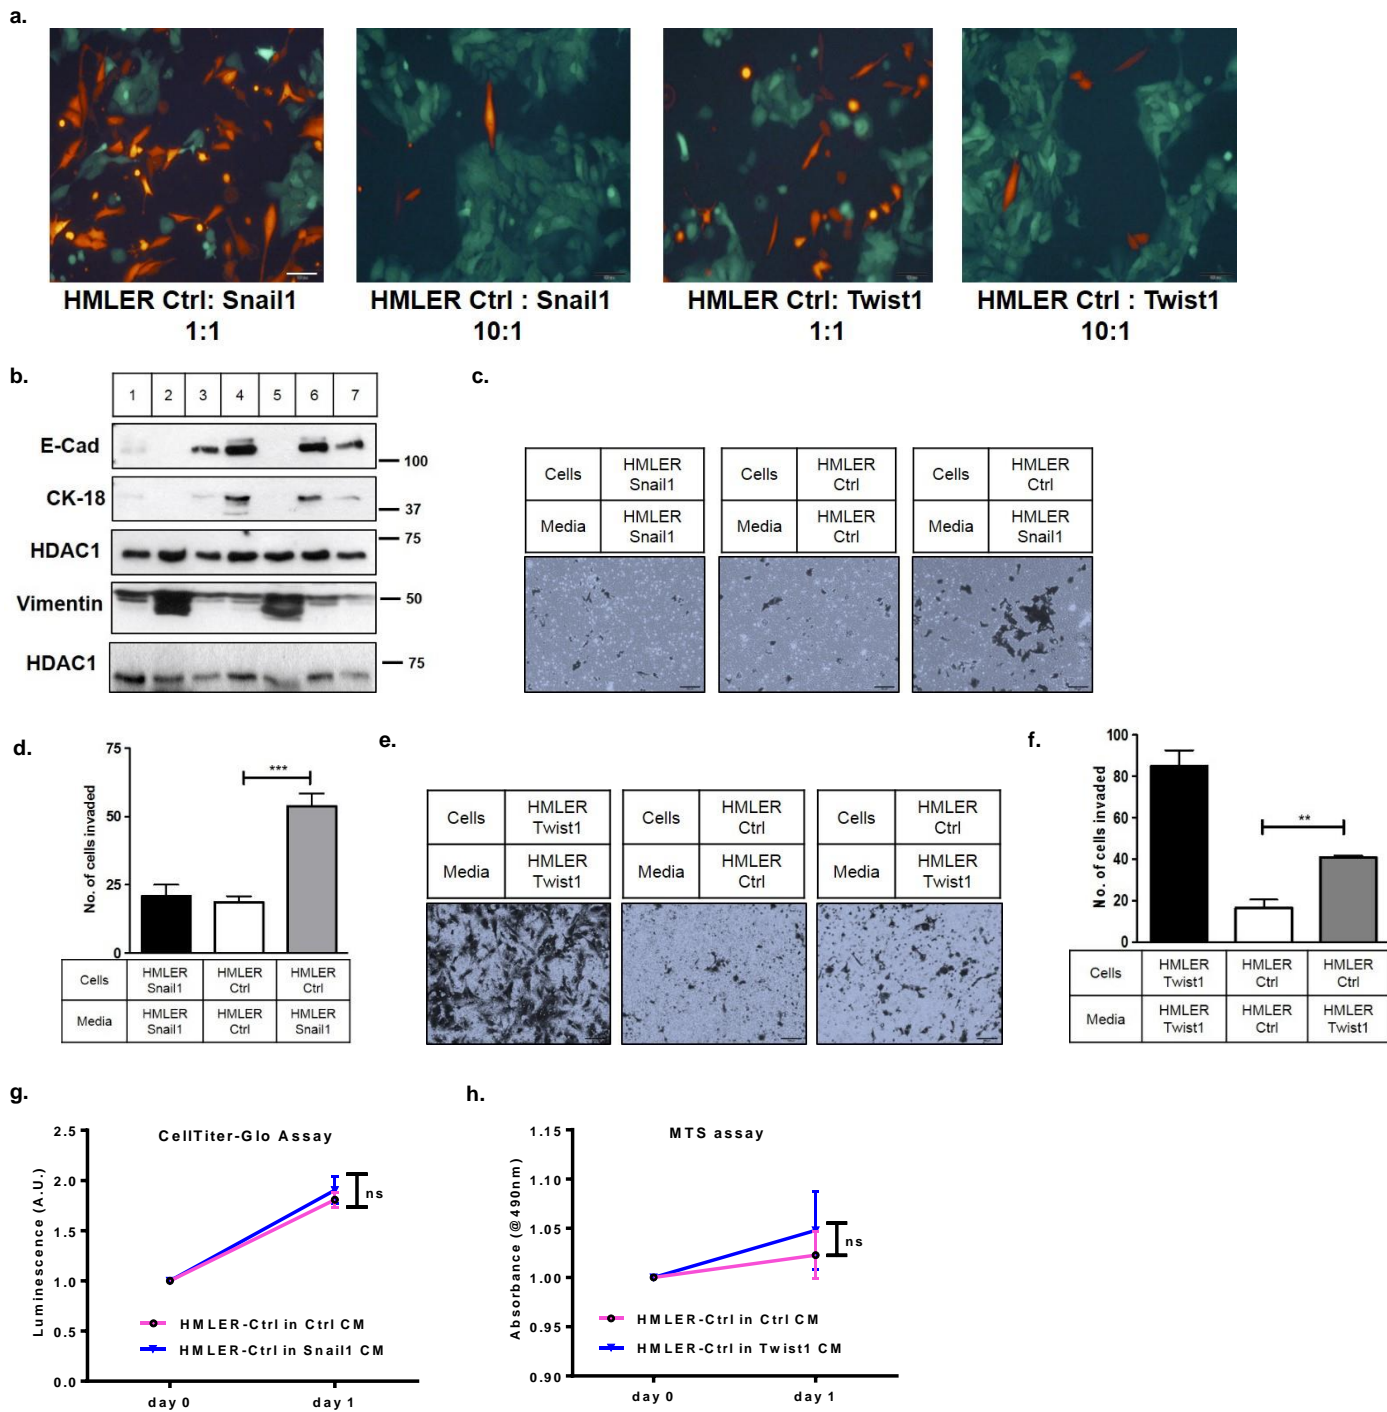 a.
HMLER Ctrl: Snail1
1:1
HMLER Ctrl : Snail1
10:1
HMLER Ctrl: Twist1
1:1
HMLER Ctrl : Twist1
10:1
b.
1 2 3 4 5 6 7
E-Cad
100
CK-18
37
HDAC1
75
Vimentin
50
HDAC1
75
c.
Cells
HMLER
Snail1
Media
HMLER
Snail1
Cells
HMLER
Ctrl
Media
HMLER
Ctrl
Cells
HMLER
Ctrl
Media
HMLER
Snail1
d.
No. of cells invaded
75
50
25
0
***
Cells
HMLER
Snail1
HMLER
Ctrl
HMLER
Ctrl
Media
HMLER
Snail1
HMLER
Ctrl
HMLER
Snail1
e.
Cells
HMLER
Twist1
Media
HMLER
Twist1
Cells
HMLER
Ctrl
Media
HMLER
Ctrl
Cells
HMLER
Ctrl
Media
HMLER
Twist1
f.
No. of cells invaded
100
80
60
40
20
0
**
Cells
HMLER
Twist1
HMLER
Ctrl
HMLER
Ctrl
Media
HMLER
Twist1
HMLER
Ctrl
HMLER
Twist1
g.
CellTiter-Glo Assay
Luminescence (A.U.)
2.5
2.0
1.5
1.0
0.5
0.0
ns
HMLER-Ctrl in Ctrl CM
HMLER-Ctrl in Snail1 CM
day 0
day 1
h.
MTS assay
Absorbance (@490nm)
1.15
1.10
1.05
1.00
0.95
0.90
ns
HMLER-Ctrl in Ctrl CM
HMLER-Ctrl in Twist1 CM
day 0
day 1